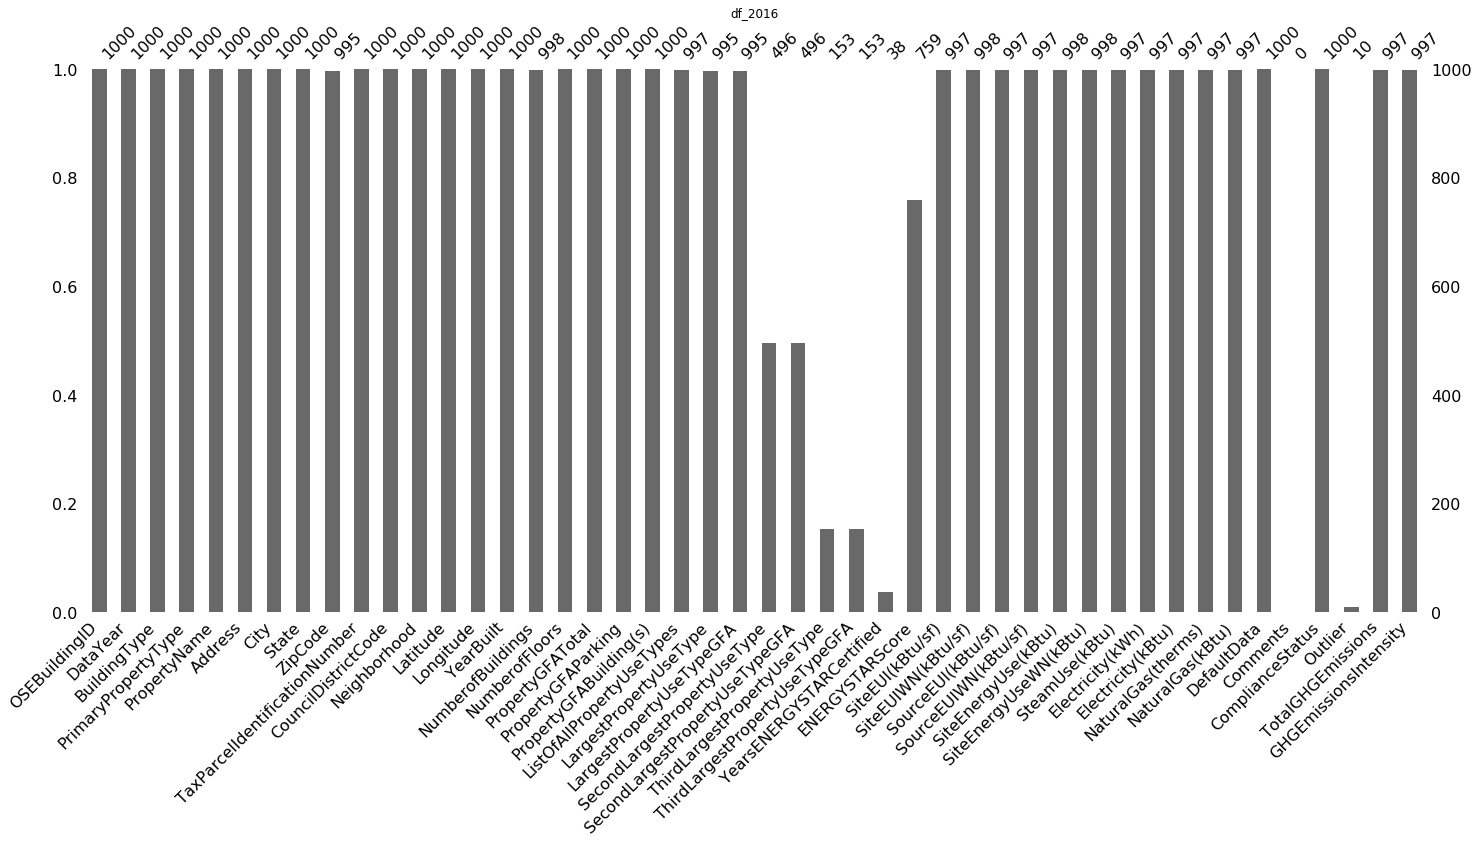 df_2016
1000
1000
1000
1000
1000
1000
1000
1000
995
1000
1000
1000
1000
1000
1000
998
1000
1000
1000
1000
997
995
995
496
496
153
153
38
759
997
998
997
997
998
998
997
997
997
997
997
1000
0
1000
10
997
997
1.0
0.8
0.6
0.4
0.2
0.0
1000
800
600
400
200
0
OSEBuildingID
DataYear
BuildingType
PrimaryPropertyType
PropertyName
Address
City
State
ZipCode
TaxParcelIdentificationNumber
CouncilDistrictCode
Neighborhood
Latitude
Longitude
YearBuilt
NumberofBuildings
NumberofFloors
PropertyGFATotal
PropertyGFAParking
PropertyGFABuilding(s)
ListOfAllPropertyUseTypes
LargestPropertyUseType
LargestPropertyUseTypeGFA
SecondLargestPropertyUseType
SecondLargestPropertyUseTypeGFA
ThirdLargestPropertyUseType
ThirdLargestPropertyUseTypeGFA
YearsENERGYSTARCertified
ENERGYSTARScore
SiteEUI(kBtu/sf)
SiteEUIWN(kBtu/sf)
SourceEUI(kBtu/sf)
SourceEUIWN(kBtu/sf)
SiteEnergyUse(kBtu)
SiteEnergyUseWN(kBtu)
SteamUse(kBtu)
Electricity(kWh)
Electricity(kBtu)
NaturalGas(therms)
NaturalGas(kBtu)
DefaultData
Comments
ComplianceStatus
Outlier
TotalGHGEmissions
GHGEmissionsIntensity